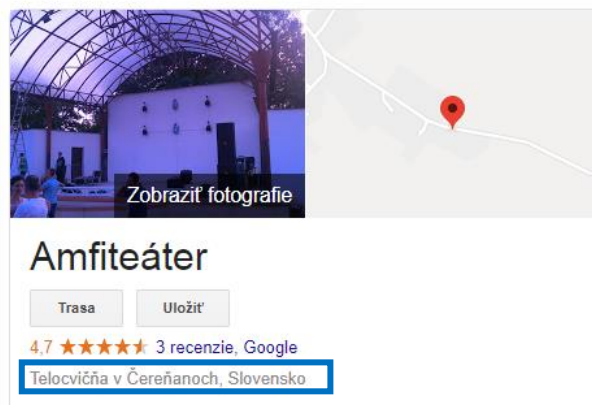 Zobraziť fotografie
Amfiteáter
Trasa
Uložiť
4,7 3 recenzie, Google
Telocvičňa v Čereňanoch, Slovensko